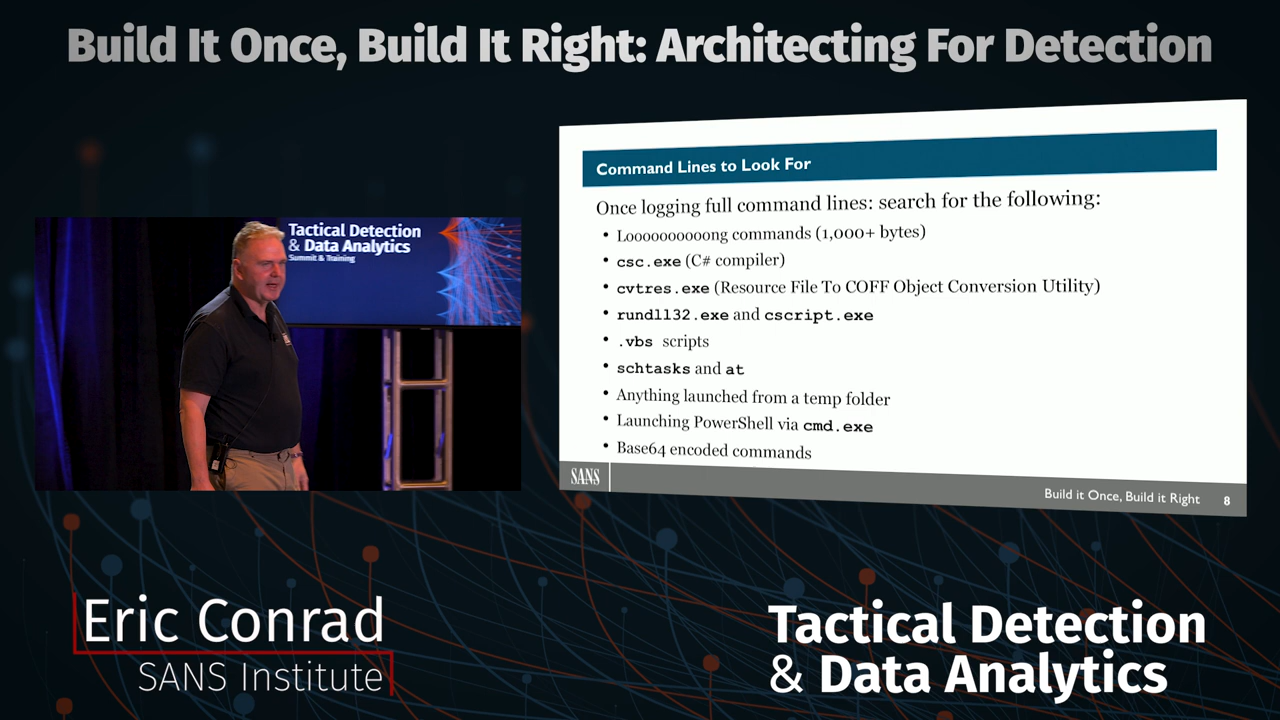 Build It Once, Build It Right: Architecting For Detection
Command Lines to Look For
Once logging full command lines: search for the following:
• Loooooooooong commands (1,000+ bytes)
• csc.exe (C# compiler)
• cvtres.exe (Resource File To COFF Object Conversion Utility)
• rundll32.exe and cscript.exe
• .vbs scripts
• schtasks and at
• Anything launched from a temp folder
• Launching PowerShell via cmd.exe
• Base64 encoded commands
SANS
Build it Once, Build it Right 8
Tactical Detection
& Data Analytics
Summit & Training
Eric Conrad
SANS Institute
Tactical Detection
& Data Analytics